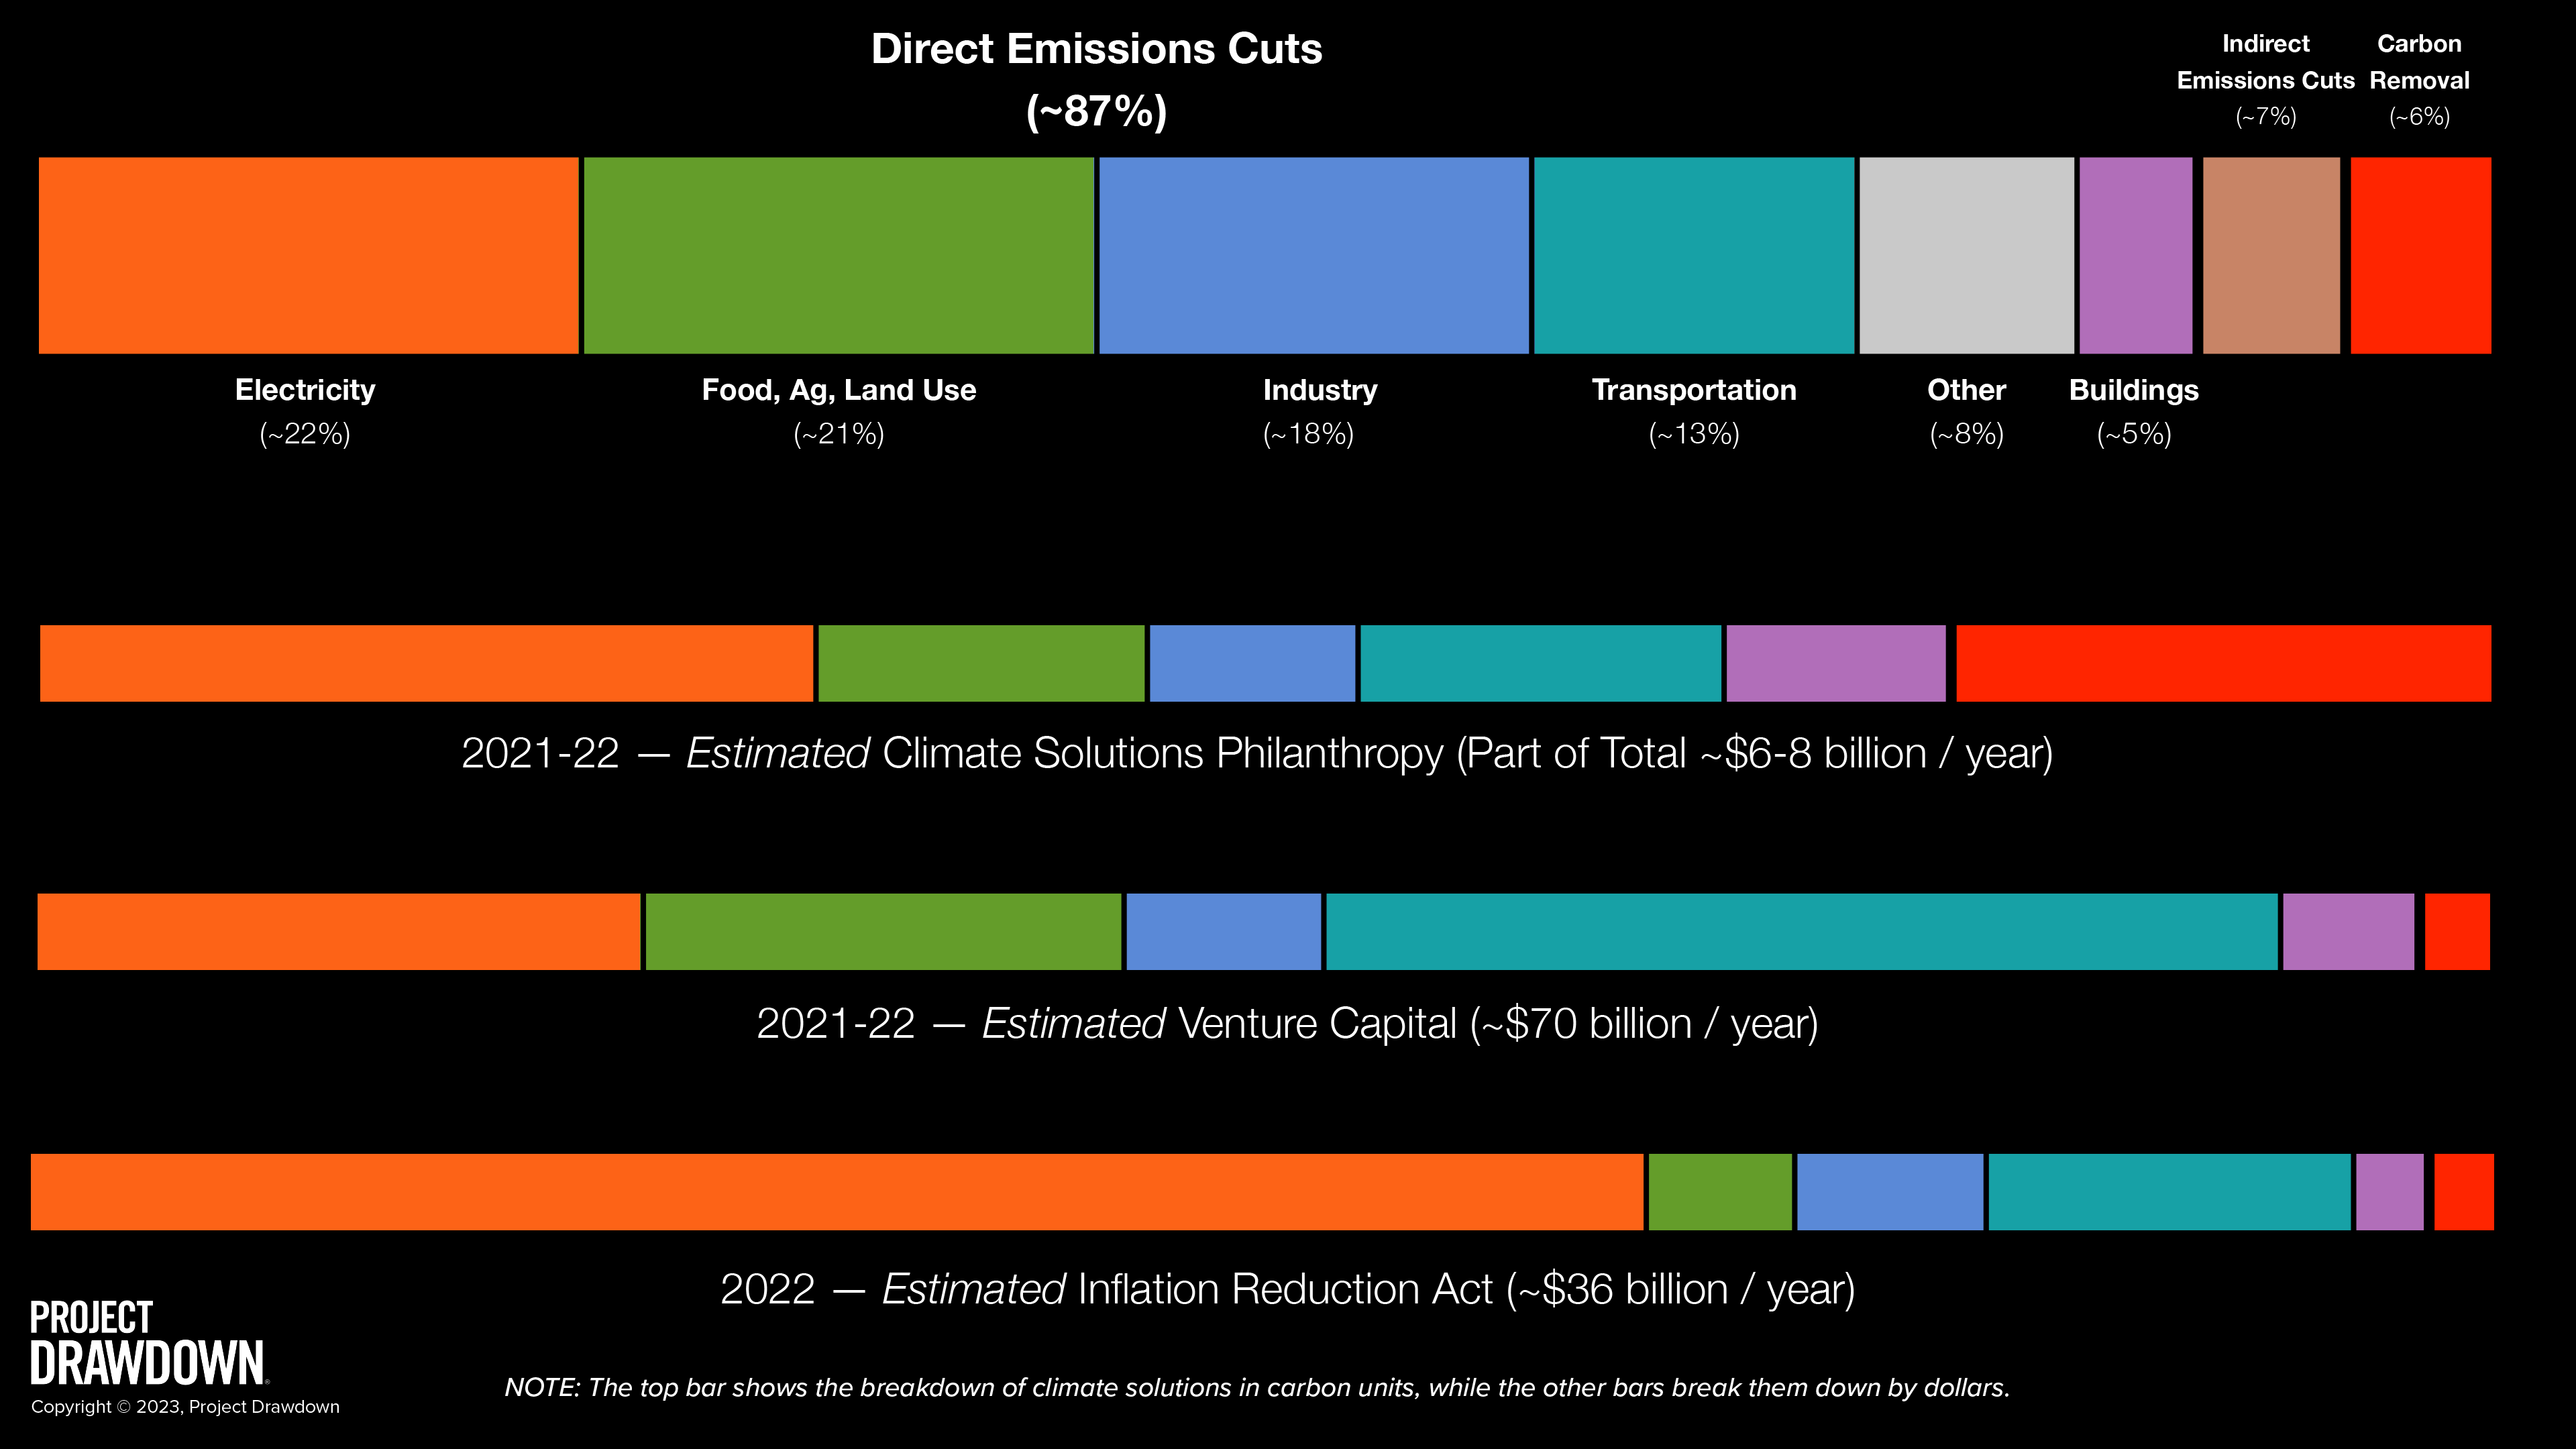 Direct Emissions Cuts
(~87%)
Indirect
Emissions Cuts
(~7%)
Carbon
Removal
(~6%)
Electricity
(~22%)
Food, Ag, Land Use
(~21%)
Industry
(~18%)
Transportation
(~13%)
Other
(~8%)
Buildings
(~5%)
2021-22 — Estimated Climate Solutions Philanthropy (Part of Total ~$6-8 billion / year)
2021-22 — Estimated Venture Capital (~$70 billion / year)
2022 — Estimated Inflation Reduction Act (~$36 billion / year)
PROJECT
DRAWDOWN®
Copyright © 2023, Project Drawdown
NOTE: The top bar shows the breakdown of climate solutions in carbon units, while the other bars break them down by dollars.